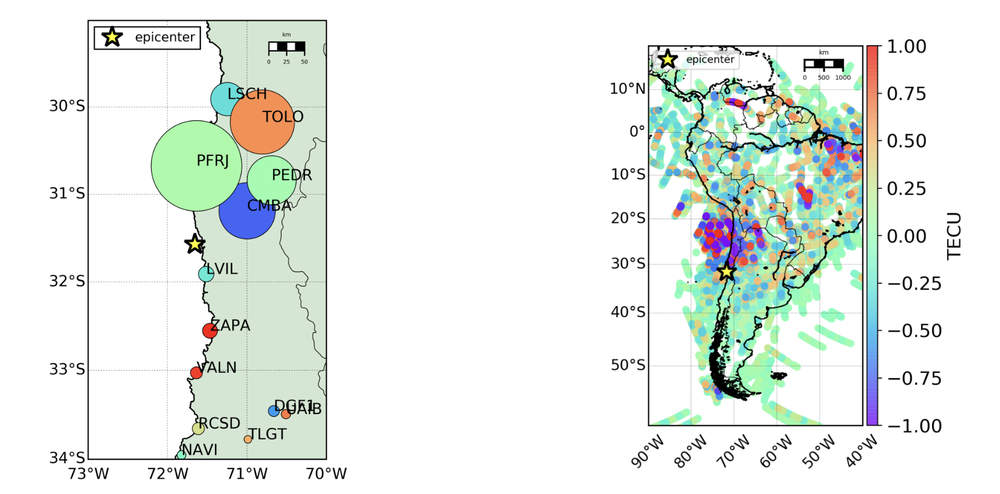 epicenter
km
0 25 50
LSCH
TOLO
PFRJ
PEDR
CMBA
LVIL
ZAPA
VALN
DGF1
UAIB
RCSD
TLGT
NAVI
30°S
31°S
32°S
33°S
34°S
73°W 72°W 71°W 70°W
epicenter
km
0 500 1000
10°N
0°
10°S
20°S
30°S
40°S
50°S
90°W 80°W 70°W 60°W 50°W 40°W
1.00
0.75
0.50
0.25
0.00
−0.25
−0.50
−0.75
−1.00
TECU